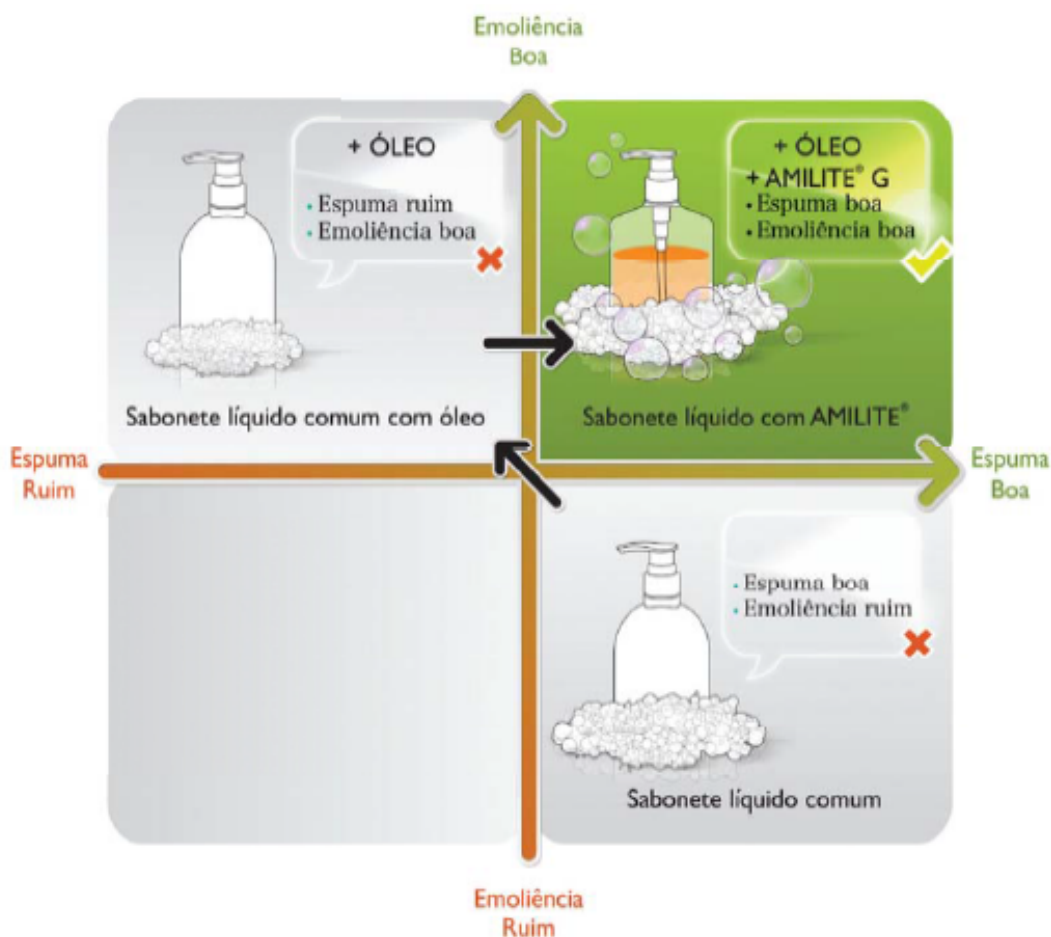 Emoliência
Boa
+ ÓLEO
• Espuma ruim
• Emoliência boa
+ ÓLEO
+ AMILITE® G
• Espuma boa
• Emoliência boa
Sabonete líquido comum com óleo
Sabonete líquido com AMILITE®
Espuma
Ruim
Espuma
Boa
• Espuma boa
• Emoliência ruim
Sabonete líquido comum
Emoliência
Ruim